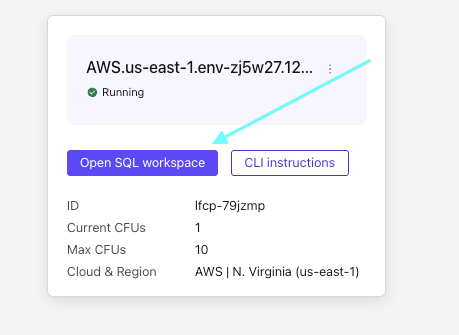 AWS.us-east-1.env-zj5w27.12...
Running
Open SQL workspace
CLI instructions
ID lfcp-79jzmp
Current CFUs 1
Max CFUs 10
Cloud & Region AWS | N. Virginia (us-east-1)